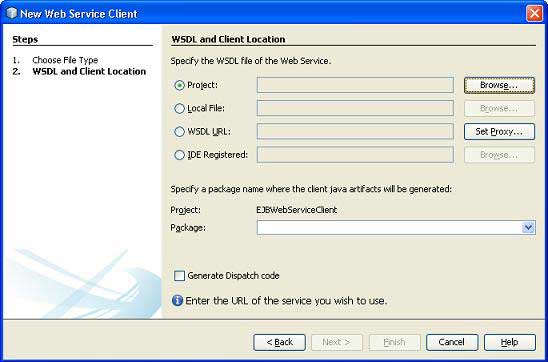 New Web Service Client
Steps
1. Choose File Type
2. WSDL and Client Location
WSDL and Client Location
Specify the WSDL file of the Web Service.
Project: Browse...
Local File: Browse...
WSDL URL: Set Proxy...
IDE Registered: Browse...
Specify a package name where the client java artifacts will be generated:
Project: EJBWebServiceClient
Package:
Generate Dispatch code
Enter the URL of the service you wish to use.
< Back Next > Finish Cancel Help